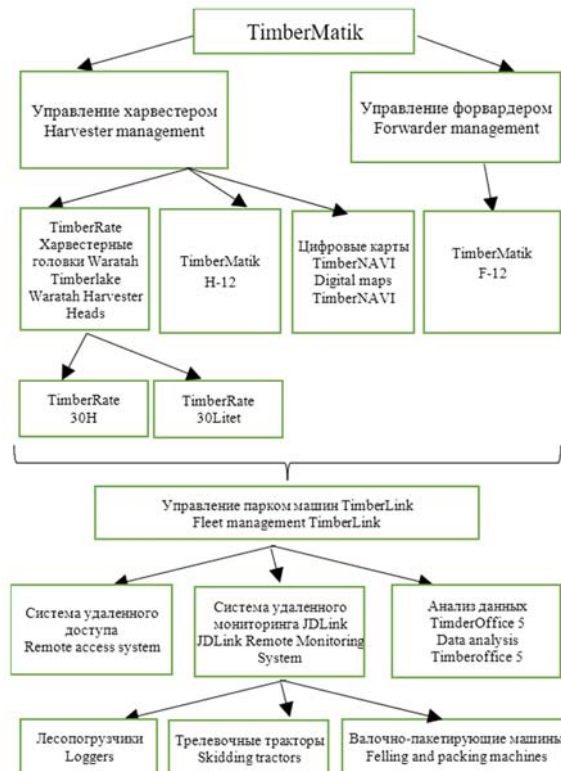 TimberMatik
Управление харвестером
Harvester management
Управление форвардером
Forwarder management
TimberRate
Харвестерные
головки Waratah
Timberlake
Waratah Harvester
Heads
TimberMatik
H-12
Цифровые карты
TimberNAVI
Digital maps
TimberNAVI
TimberMatik
F-12
TimberRate
30H
TimberRate
30Litet
Управление парком машин TimberLink
Fleet management TimberLink
Система удаленного
доступа
Remote access system
Система удаленного
мониторинга JDLink
JDLink Remote Monitoring
System
Анализ данных
TimderOffice 5
Data analysis
Timberoffice 5
Лесопогрузчики
Loggers
Трелевочные тракторы
Skidding tractors
Валочно-пакетирующие машины
Felling and packing machines